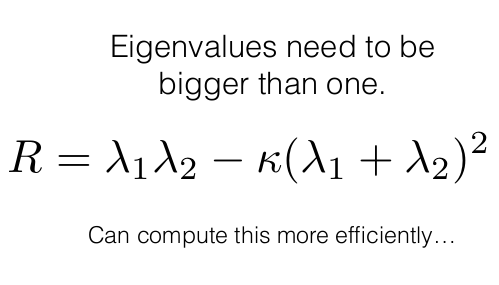 Eigenvalues need to be
bigger than one.
R = λ₁λ₂ − κ(λ₁ + λ₂)²
Can compute this more efficiently…